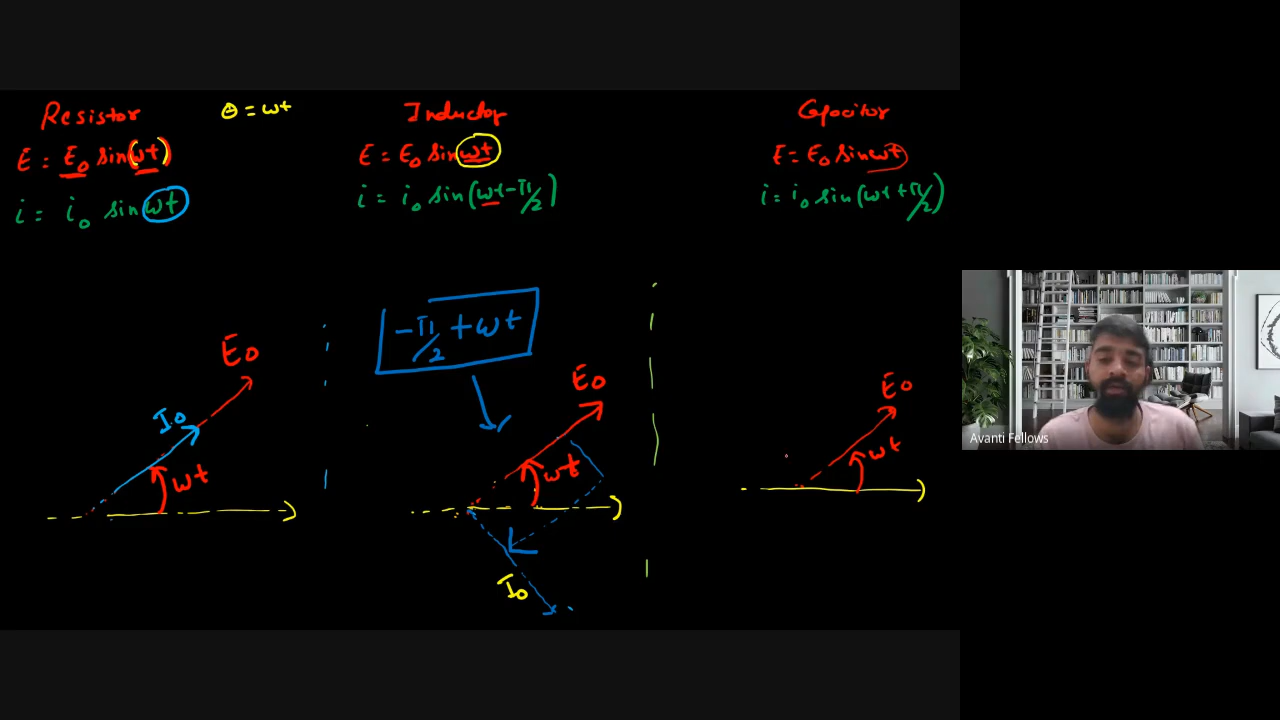 Resistor
θ = ωt
E = E₀ sin(ωt)
i = i₀ sin ωt
I₀
E₀
ωt
Inductor
E = E₀ sin ωt
i = i₀ sin(ωt - π/2)
-π/2 + ωt
E₀
ωt
I₀
Capacitor
E = E₀ sin ωt
i = i₀ sin(ωt + π/2)
E₀
ωt
Avanti Fellows